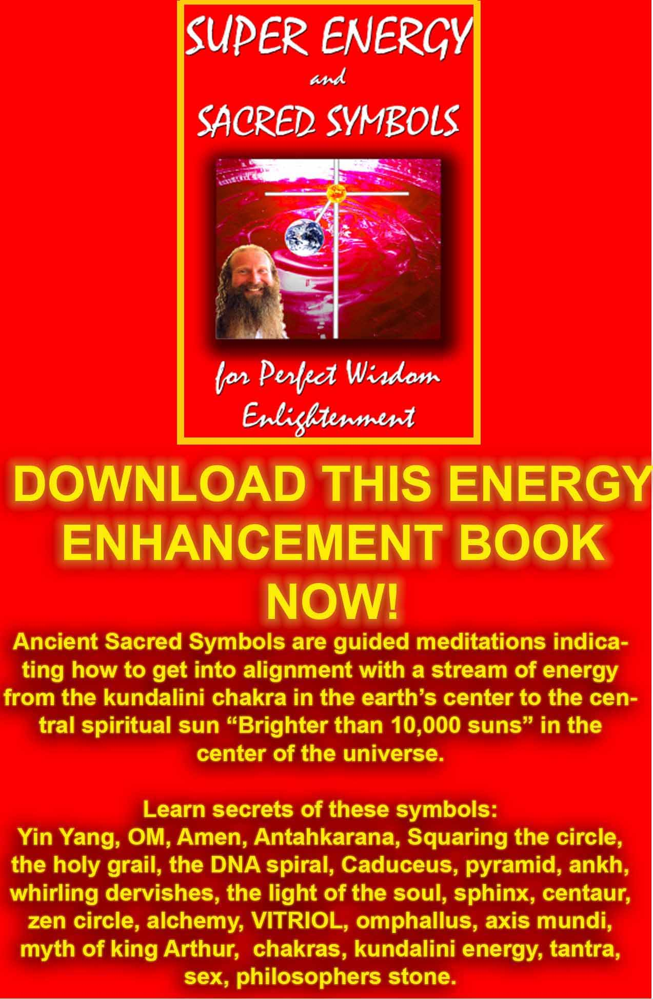 SUPER ENERGY
and
SACRED SYMBOLS
for Perfect Wisdom
Enlightenment
DOWNLOAD THIS ENERGY
ENHANCEMENT BOOK
NOW!
Ancient Sacred Symbols are guided meditations indica-
ting how to get into alignment with a stream of energy
from the kundalini chakra in the earth’s center to the cen-
tral spiritual sun “Brighter than 10,000 suns” in the
center of the universe.
Learn secrets of these symbols:
Yin Yang, OM, Amen, Antahkarana, Squaring the circle,
the holy grail, the DNA spiral, Caduceus, pyramid, ankh,
whirling dervishes, the light of the soul, sphinx, centaur,
zen circle, alchemy, VITRIOL, omphallus, axis mundi,
myth of king Arthur, chakras, kundalini energy, tantra,
sex, philosophers stone.